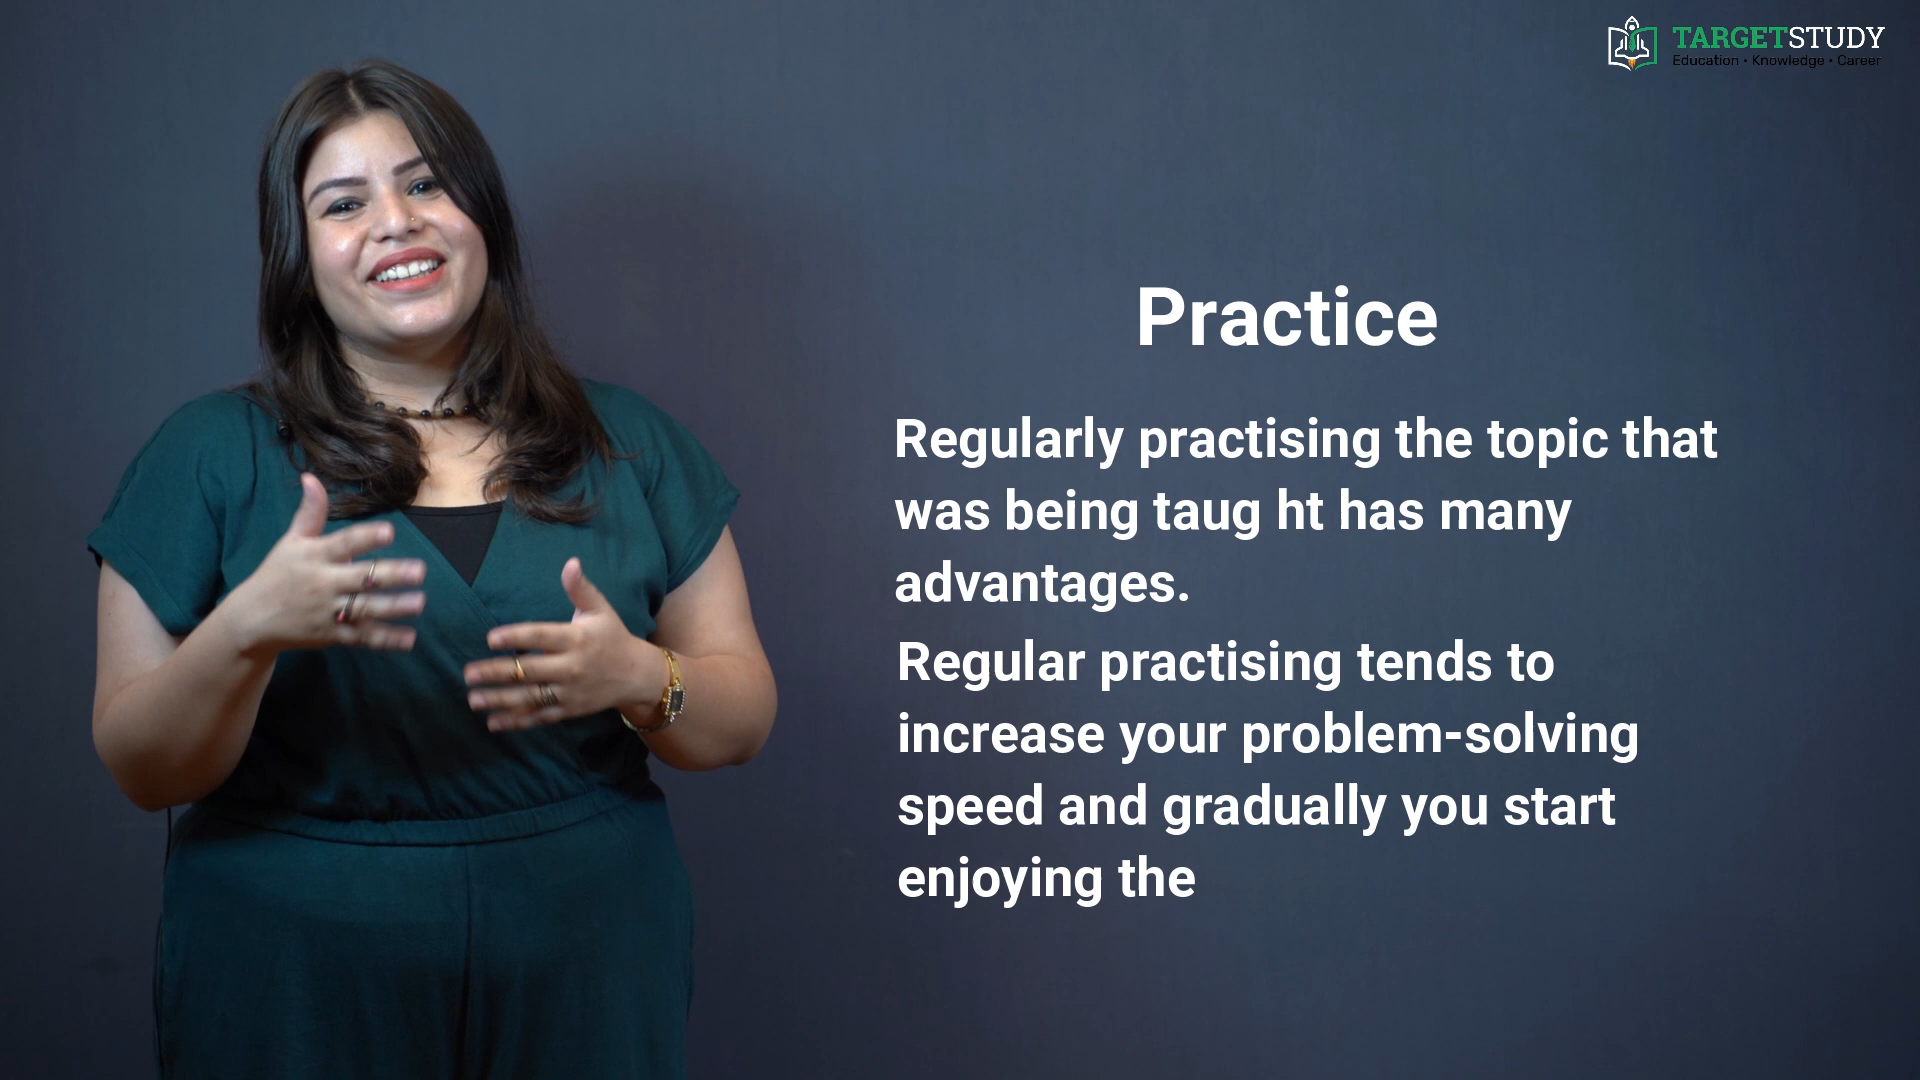 TARGETSTUDY
Education • Knowledge • Career
Practice
Regularly practising the topic that
was being taug ht has many
advantages.
Regular practising tends to
increase your problem-solving
speed and gradually you start
enjoying the